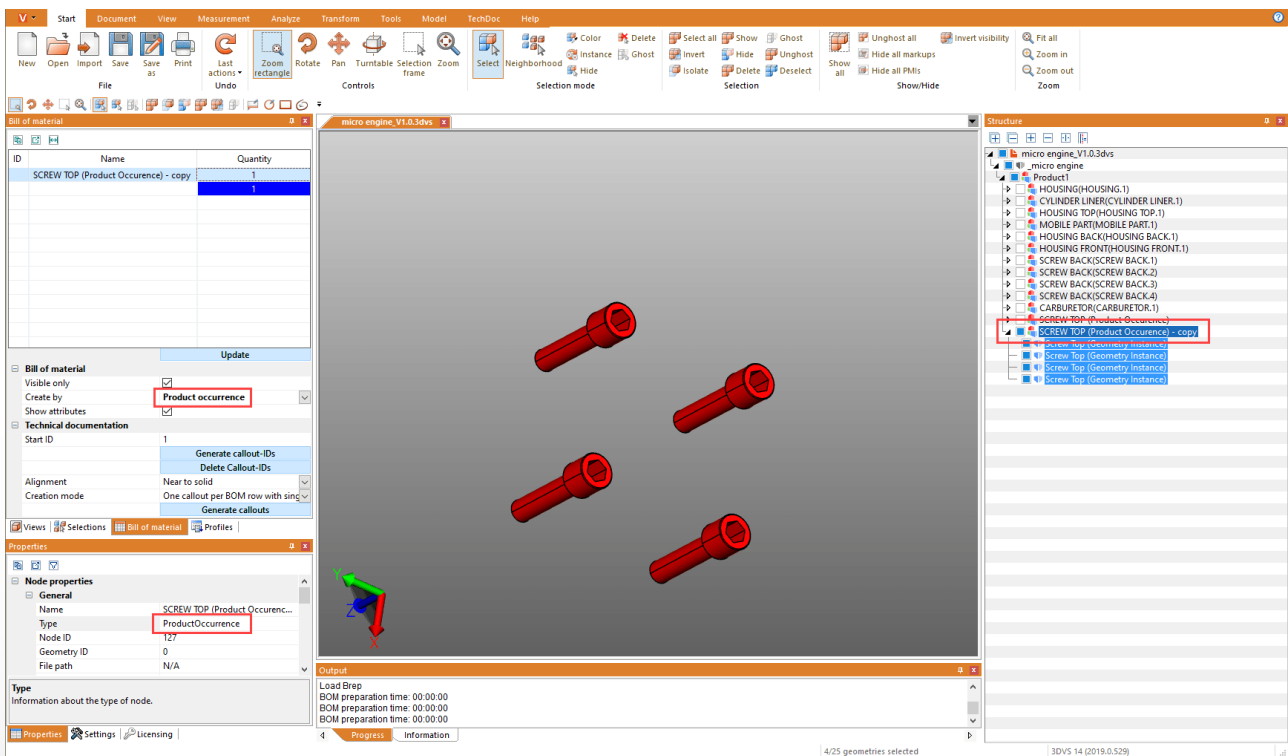 V Start Document View Measurement Analyze Transform Tools Model TechDoc Help ?
Color Delete Select all Show Ghost Unghost all Invert visibility Fit all
Instance Ghost Invert Hide Unghost Hide all markups Zoom in
Hide Isolate Delete Deselect Hide all PMIs Zoom out
New Open Import Save Save as Print Last actions Zoom rectangle Rotate Pan Turntable Selection frame Zoom Select Neighborhood Show all
File Undo Controls Selection mode Selection Show/Hide Zoom
Bill of material
ID Name Quantity
SCREW TOP (Product Occurence) - copy 1
1
Update
Bill of material
Visible only
Create by Product occurrence
Show attributes
Technical documentation
Start ID 1
Generate callout-IDs
Delete Callout-IDs
Alignment Near to solid
Creation mode One callout per BOM row with sing
Generate callouts
Views Selections Bill of material Profiles
Properties
Node properties
General
Name SCREW TOP (Product Occurenc...
Type ProductOccurrence
Node ID 127
Geometry ID 0
File path N/A
Type
Information about the type of node.
Properties Settings Licensing
micro engine_V1.0.3dvs
Y
Z
X
Output
Load Brep
BOM preparation time: 00:00:00
BOM preparation time: 00:00:00
BOM preparation time: 00:00:00
Progress Information
Structure
micro engine_V1.0.3dvs
_micro engine
Product1
HOUSING(HOUSING.1)
CYLINDER LINER(CYLINDER LINER.1)
HOUSING TOP(HOUSING TOP.1)
MOBILE PART(MOBILE PART.1)
HOUSING BACK(HOUSING BACK.1)
HOUSING FRONT(HOUSING FRONT.1)
SCREW BACK(SCREW BACK.1)
SCREW BACK(SCREW BACK.2)
SCREW BACK(SCREW BACK.3)
SCREW BACK(SCREW BACK.4)
CARBURETOR(CARBURETOR.1)
SCREW TOP (Product Occurence)
SCREW TOP (Product Occurence) - copy
Screw Top (Geometry Instance)
Screw Top (Geometry Instance)
Screw Top (Geometry Instance)
Screw Top (Geometry Instance)
4/25 geometries selected 3DVS 14 (2019.0.529)